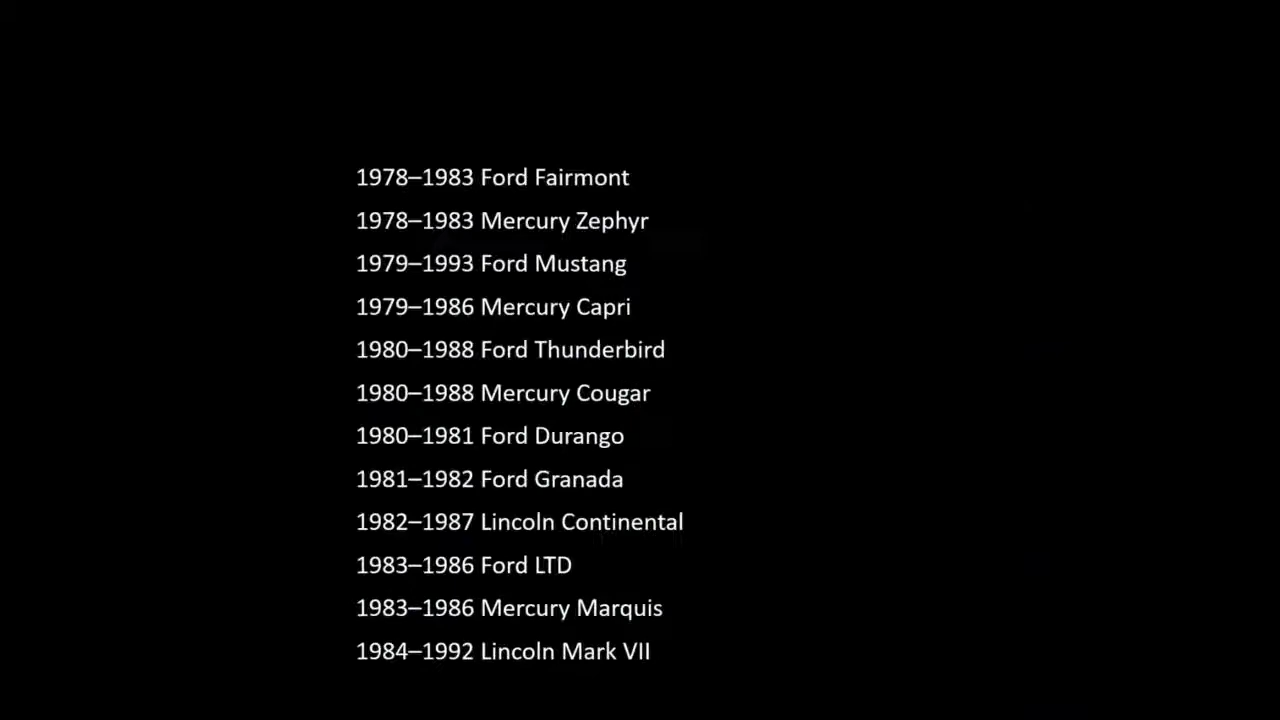 1978–1983 Ford Fairmont
1978–1983 Mercury Zephyr
1979–1993 Ford Mustang
1979–1986 Mercury Capri
1980–1988 Ford Thunderbird
1980–1988 Mercury Cougar
1980–1981 Ford Durango
1981–1982 Ford Granada
1982–1987 Lincoln Continental
1983–1986 Ford LTD
1983–1986 Mercury Marquis
1984–1992 Lincoln Mark VII